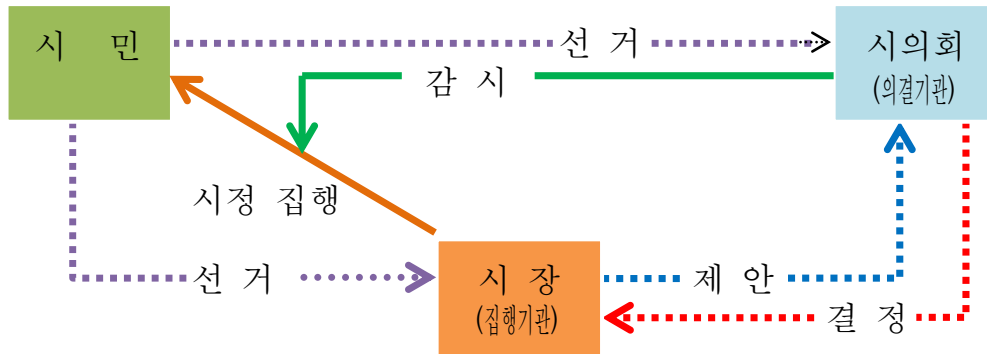 시 민
선 거
시의회
(의결기관)
감 시
시정 집행
선 거
시 장
(집행기관)
제 안
결 정